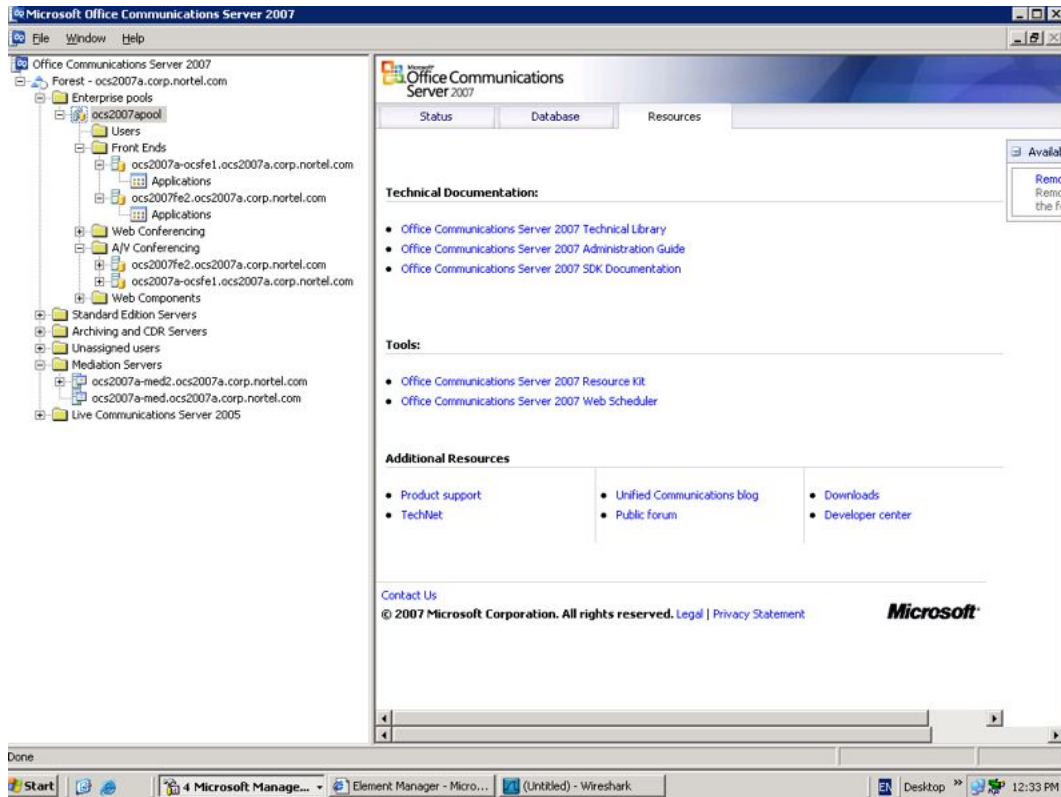 Microsoft Office Communications Server 2007
File Window Help
Office Communications Server 2007
Forest - ocs2007a.corp.nortel.com
Enterprise pools
ocs2007apool
Users
Front Ends
ocs2007a-ocsfe1.ocs2007a.corp.nortel.com
Applications
ocs2007fe2.ocs2007a.corp.nortel.com
Applications
Web Conferencing
A/V Conferencing
ocs2007fe2.ocs2007a.corp.nortel.com
ocs2007a-ocsfe1.ocs2007a.corp.nortel.com
Web Components
Standard Edition Servers
Archiving and CDR Servers
Unassigned users
Mediation Servers
ocs2007a-med2.ocs2007a.corp.nortel.com
ocs2007a-med.ocs2007a.corp.nortel.com
Live Communications Server 2005
Microsoft
Office Communications
Server 2007
Status Database Resources
Availal
Remo
Remo
the f
Technical Documentation:
Office Communications Server 2007 Technical Library
Office Communications Server 2007 Administration Guide
Office Communications Server 2007 SDK Documentation
Tools:
Office Communications Server 2007 Resource Kit
Office Communications Server 2007 Web Scheduler
Additional Resources
Product support Unified Communications blog Downloads
TechNet Public forum Developer center
Contact Us
© 2007 Microsoft Corporation. All rights reserved. Legal | Privacy Statement Microsoft
Done
Start 4 Microsoft Manage... Element Manager - Micro... (Untitled) - Wireshark EN Desktop » 12:33 PM